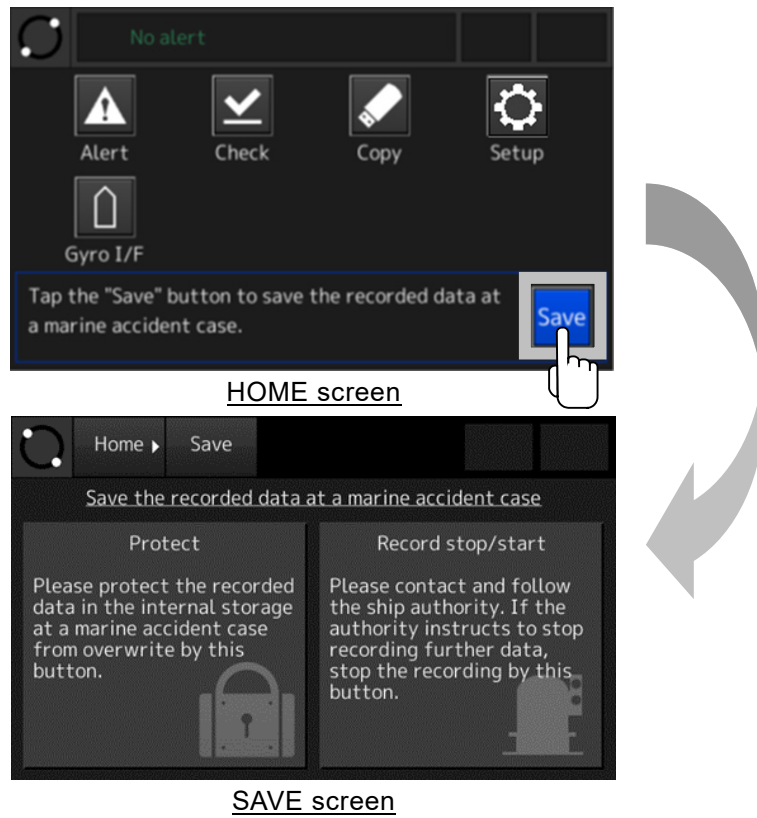 No alert
Alert Check Copy Setup
Gyro I/F
Tap the "Save" button to save the recorded data at
a marine accident case.
Save
HOME screen
Home Save
Save the recorded data at a marine accident case
Protect
Please protect the recorded
data in the internal storage
at a marine accident case
from overwrite by this
button.
Record stop/start
Please contact and follow
the ship authority. If the
authority instructs to stop
recording further data,
stop the recording by this
button.
SAVE screen